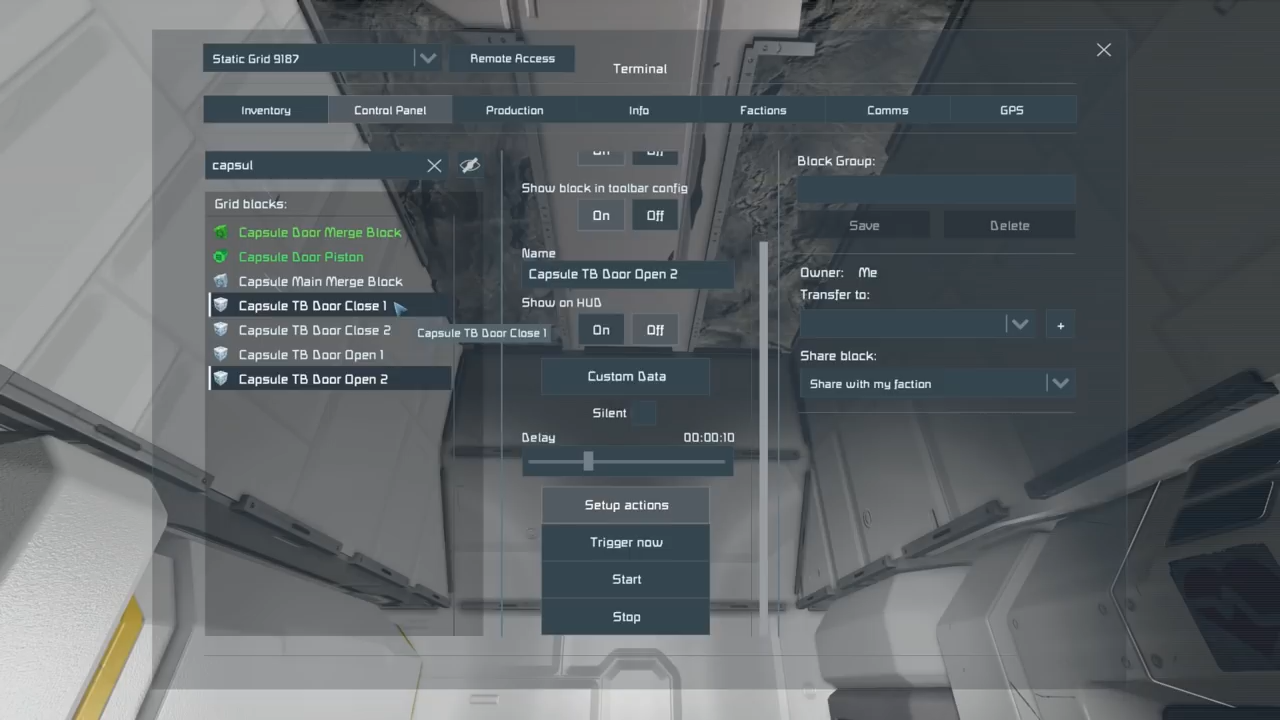 Static Grid 9187
Remote Access
Terminal
Inventory
Control Panel
Production
Info
Factions
Comms
GPS
capsul
Grid blocks:
Capsule Door Merge Block
Capsule Door Piston
Capsule Main Merge Block
Capsule TB Door Close 1
Capsule TB Door Close 2
Capsule TB Door Open 1
Capsule TB Door Open 2
Capsule TB Door Close 1
On Off
Show block in toolbar config
On Off
Name
Capsule TB Door Open 2
Show on HUD
On Off
Custom Data
Silent
Delay 00:00:10
Setup actions
Trigger now
Start
Stop
Block Group:
Save Delete
Owner: Me
Transfer to:
+
Share block:
Share with my faction